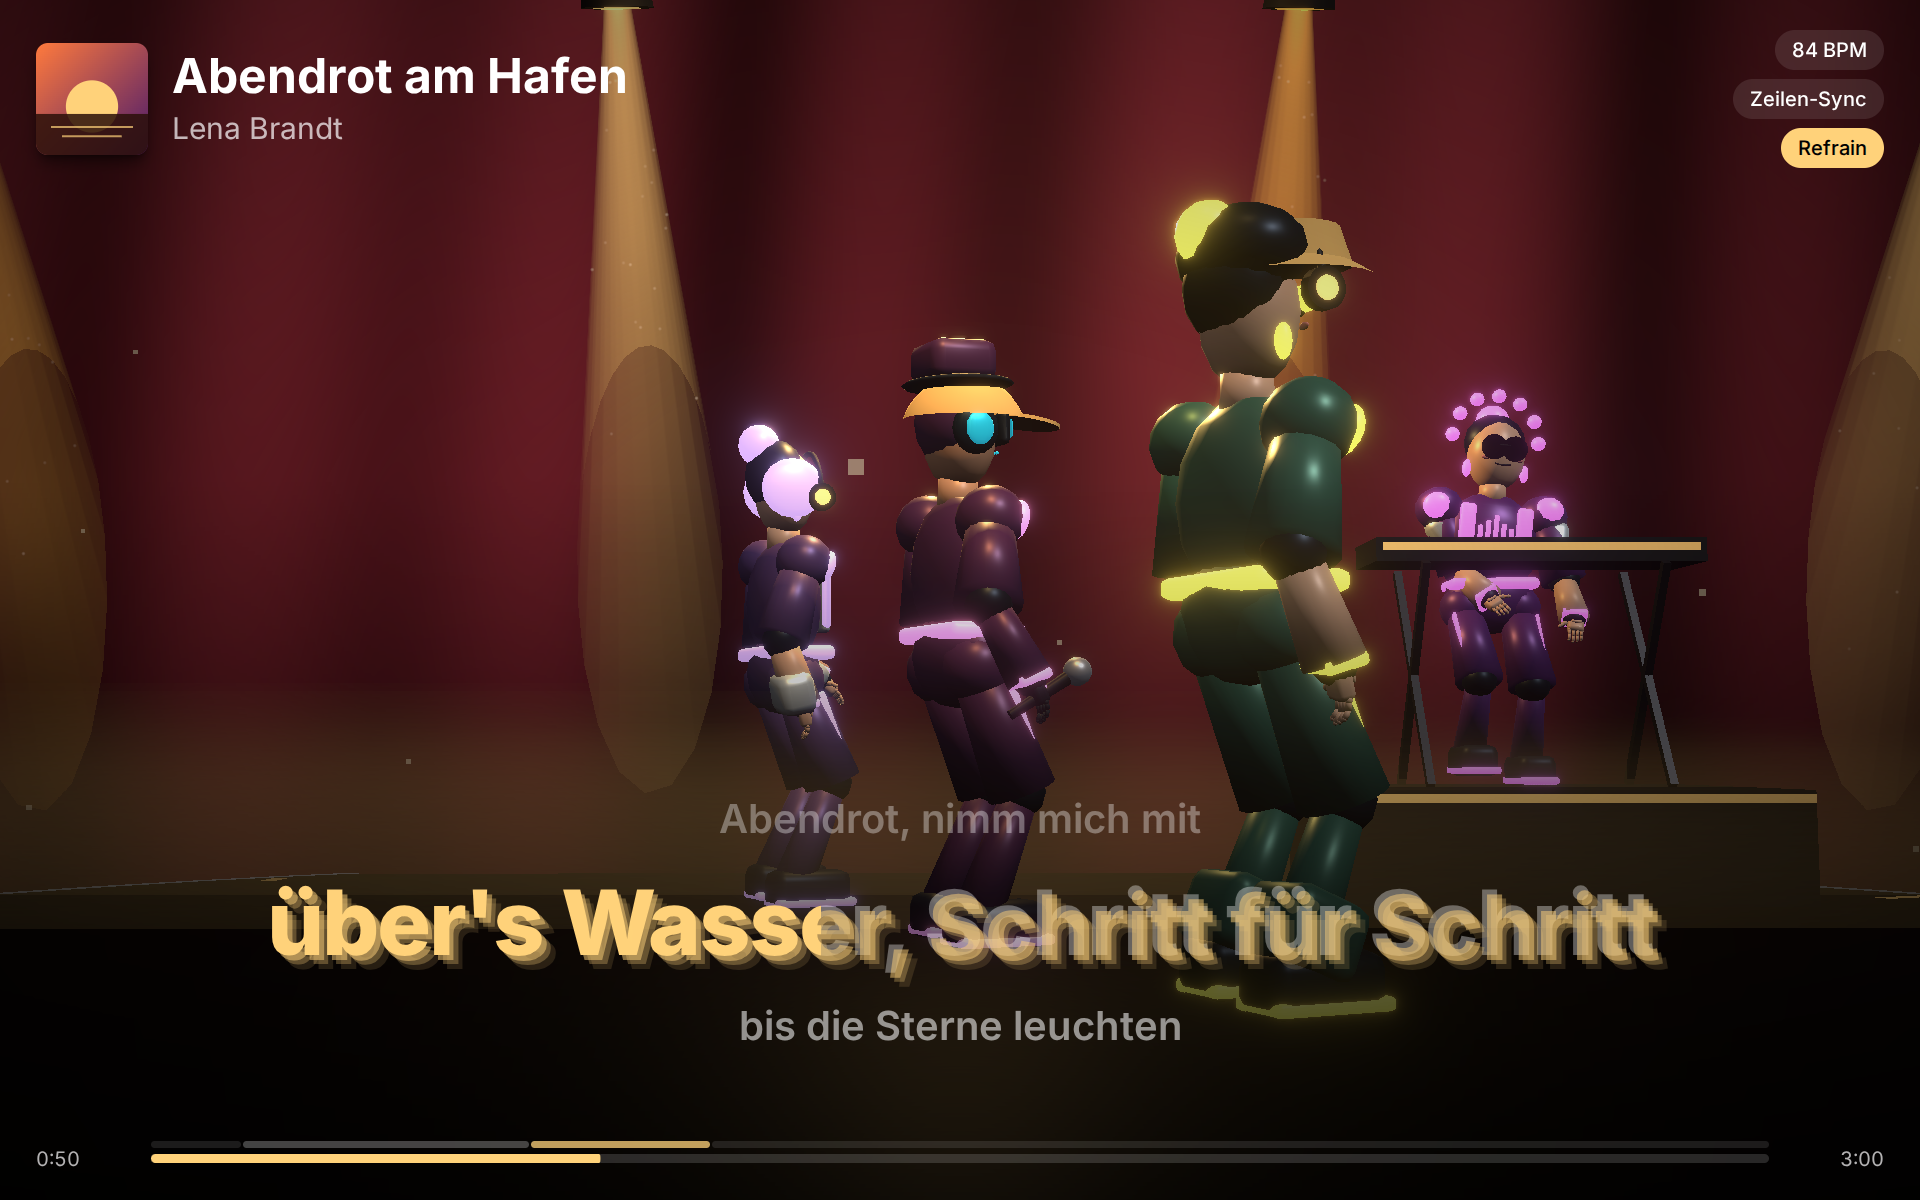 Abendrot am Hafen
Lena Brandt
84 BPM
Zeilen-Sync
Refrain
Abendrot, nimm mich mit
über's Wasser, Schritt für Schritt
bis die Sterne leuchten
0:50
3:00